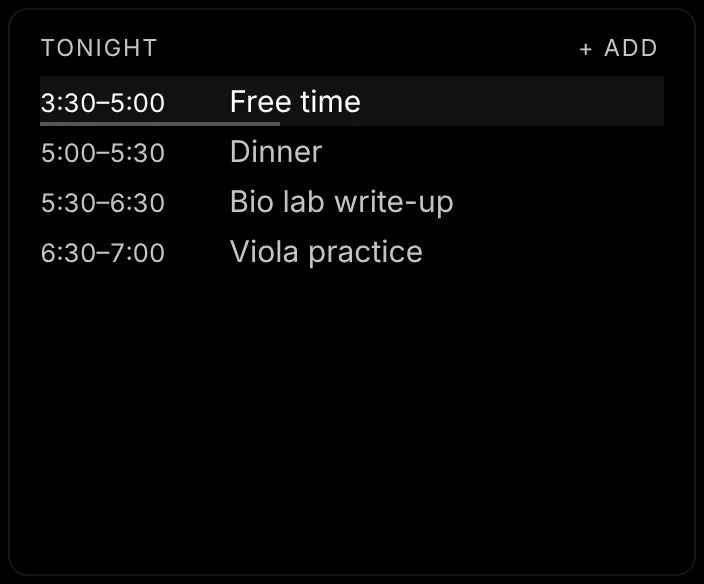 TONIGHT + ADD
3:30–5:00 Free time
5:00–5:30 Dinner
5:30–6:30 Bio lab write-up
6:30–7:00 Viola practice